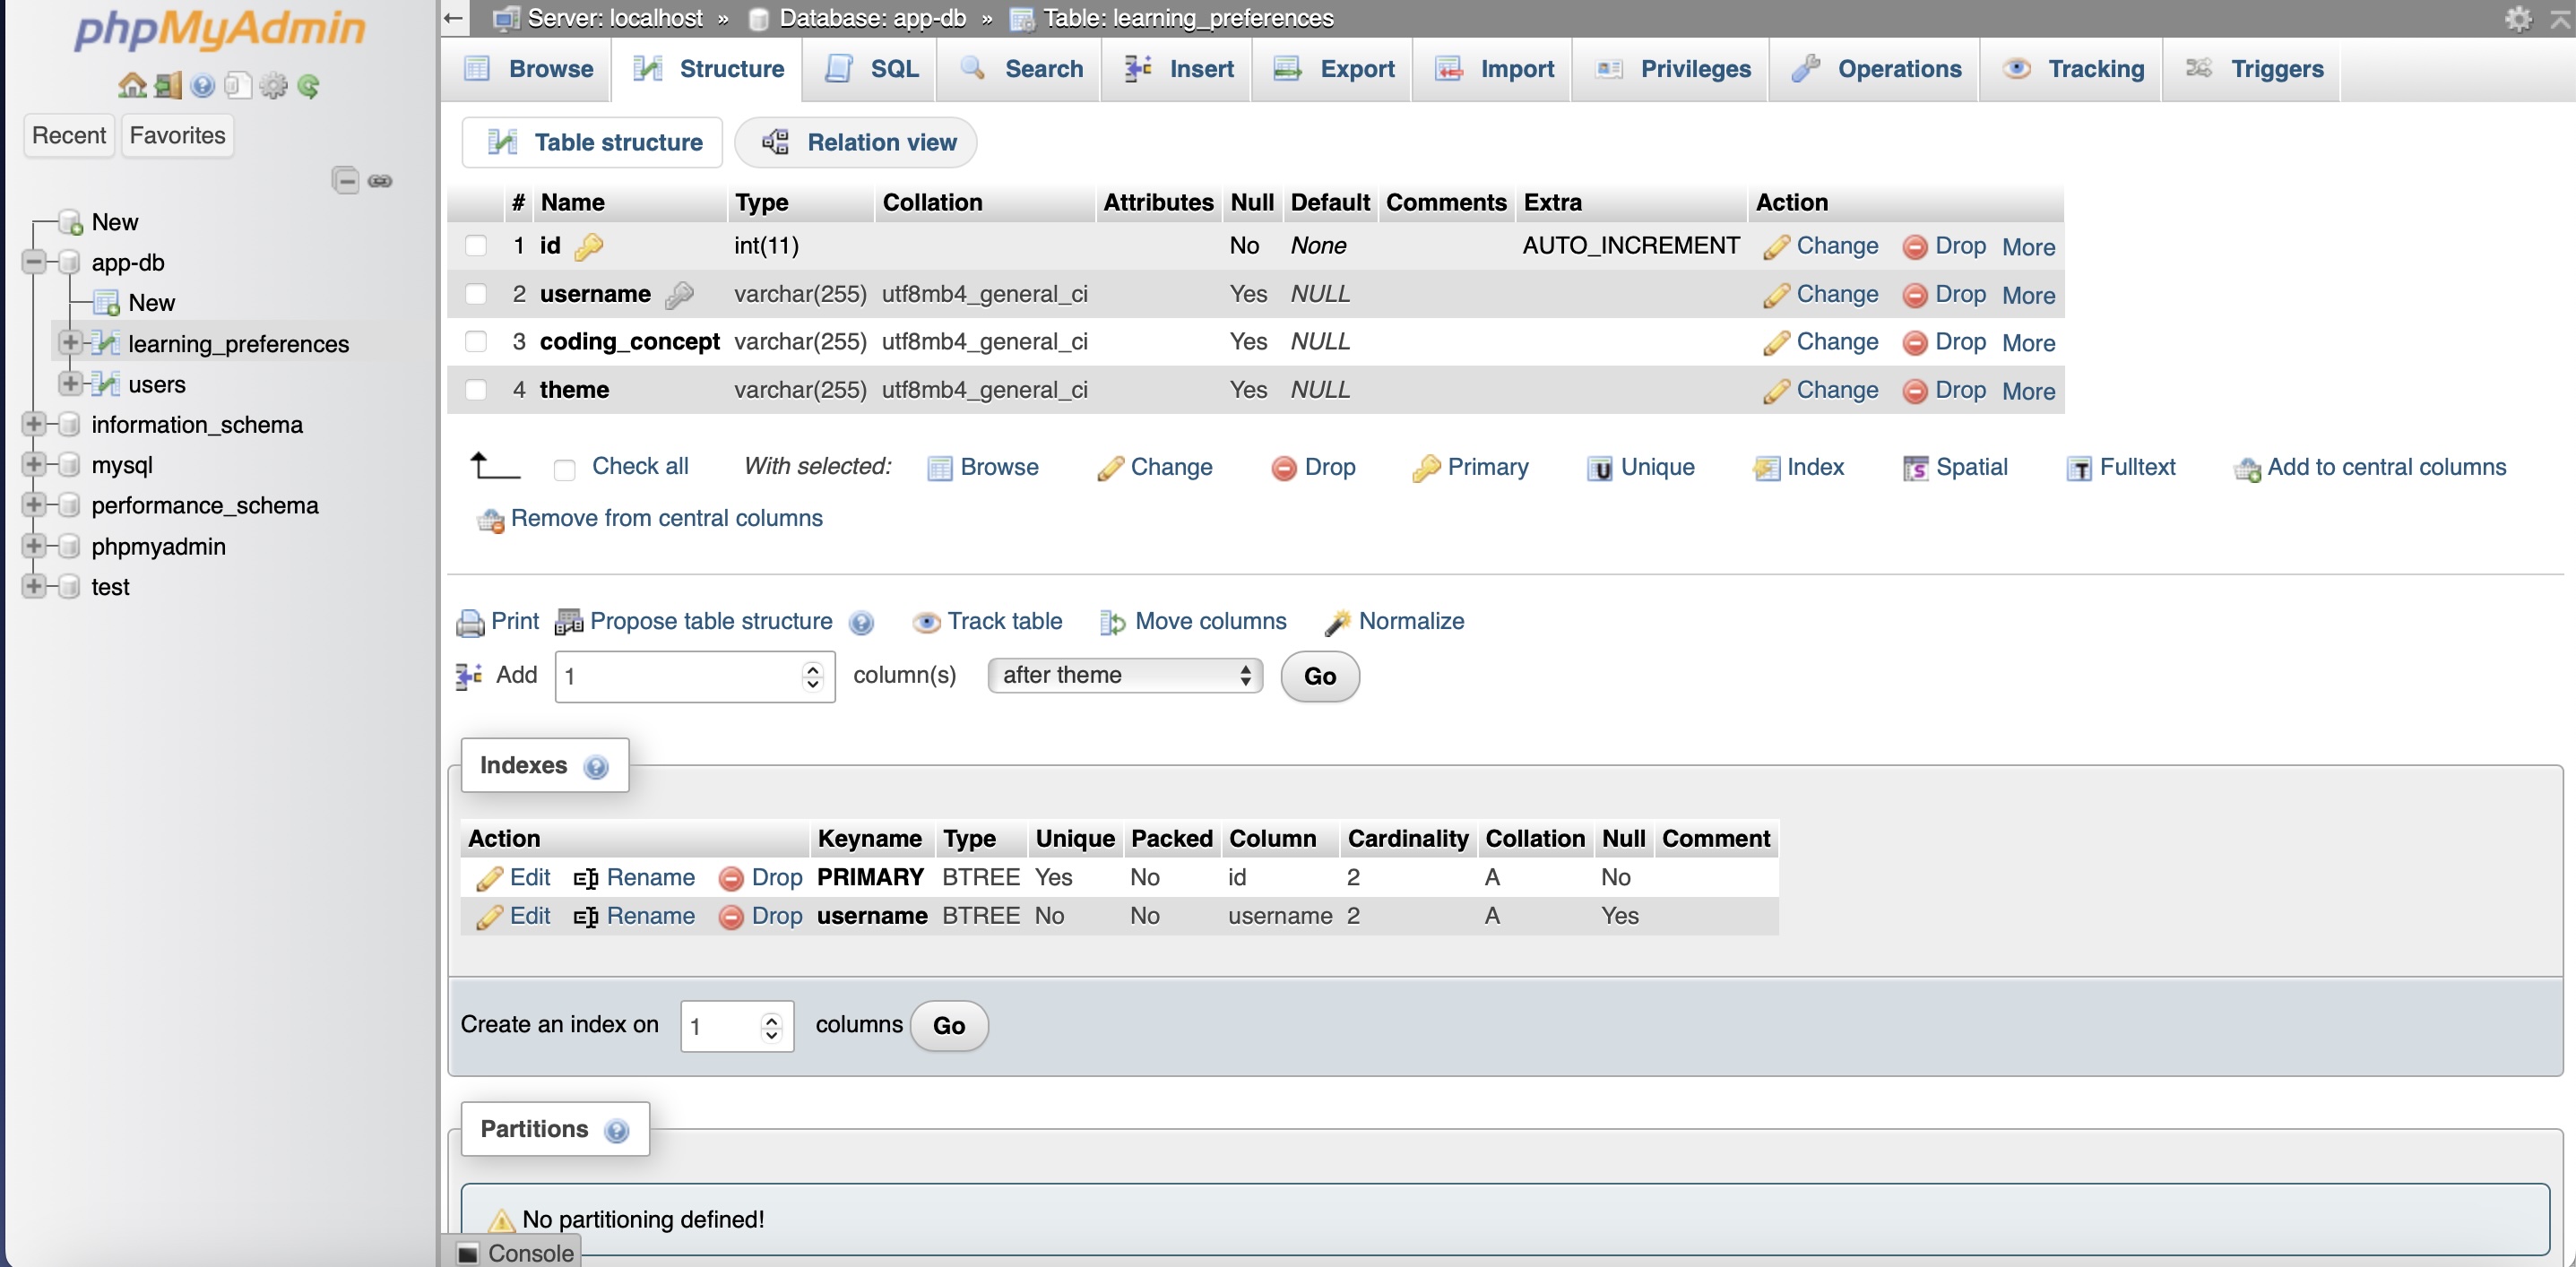 phpMyAdmin
Recent Favorites
New
app-db
New
learning_preferences
users
information_schema
mysql
performance_schema
phpmyadmin
test
Server: localhost » Database: app-db » Table: learning_preferences
Browse Structure SQL Search Insert Export Import Privileges Operations Tracking Triggers
Table structure Relation view
# Name Type Collation Attributes Null Default Comments Extra Action
1 id int(11) No None AUTO_INCREMENT Change Drop More
2 username varchar(255) utf8mb4_general_ci Yes NULL Change Drop More
3 coding_concept varchar(255) utf8mb4_general_ci Yes NULL Change Drop More
4 theme varchar(255) utf8mb4_general_ci Yes NULL Change Drop More
Check all With selected: Browse Change Drop Primary Unique Index Spatial Fulltext Add to central columns
Remove from central columns
Print Propose table structure Track table Move columns Normalize
Add 1 column(s) after theme Go
Indexes
Action Keyname Type Unique Packed Column Cardinality Collation Null Comment
Edit Rename Drop PRIMARY BTREE Yes No id 2 A No
Edit Rename Drop username BTREE No No username 2 A Yes
Create an index on 1 columns Go
Partitions
No partitioning defined!
Console